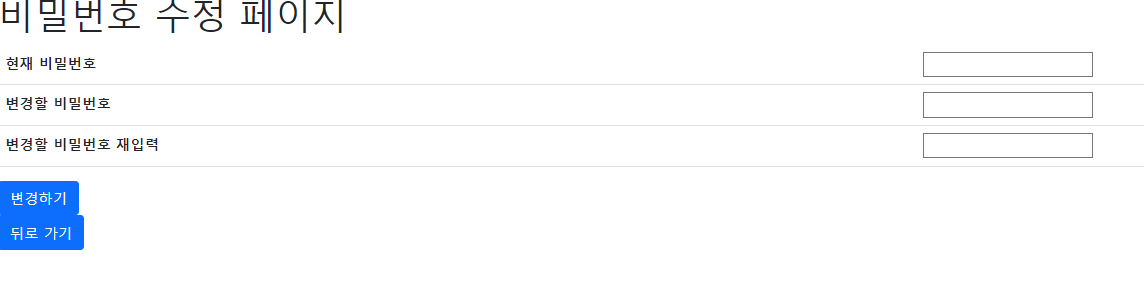 비밀번호 수정 페이지
현재 비밀번호
변경할 비밀번호
변경할 비밀번호 재입력
변경하기
뒤로 가기